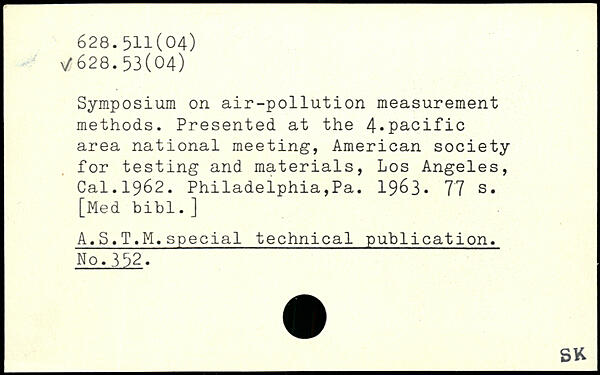 628.511(04)
√628.53(04)
Symposium on air-pollution measurement
methods. Presented at the 4.pacific
area national meeting, American society
for testing and materials, Los Angeles,
Cal.1962. Philadelphia,Pa. 1963. 77 s.
[Med bibl.]
A.S.T.M.special technical publication.
No.352.
SK